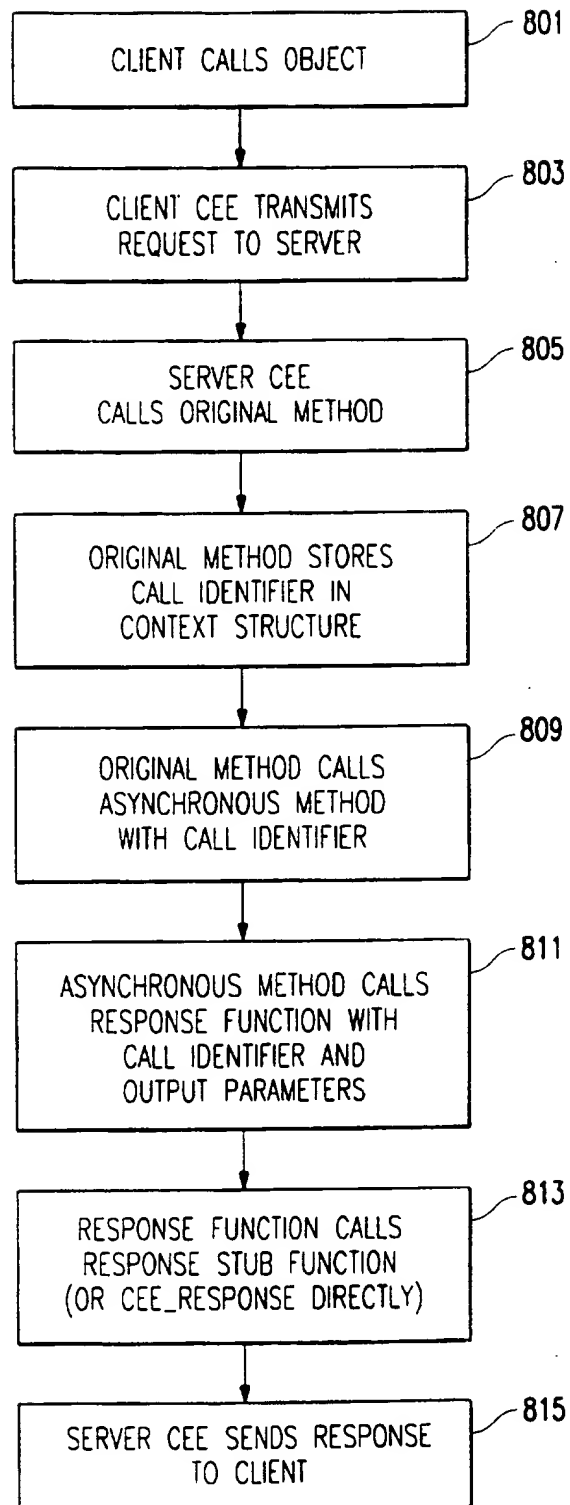 801
CLIENT CALLS OBJECT
803
CLIENT CEE TRANSMITS
REQUEST TO SERVER
805
SERVER CEE
CALLS ORIGINAL METHOD
807
ORIGINAL METHOD STORES
CALL IDENTIFIER IN
CONTEXT STRUCTURE
809
ORIGINAL METHOD CALLS
ASYNCHRONOUS METHOD
WITH CALL IDENTIFIER
811
ASYNCHRONOUS METHOD CALLS
RESPONSE FUNCTION WITH
CALL IDENTIFIER AND
OUTPUT PARAMETERS
813
RESPONSE FUNCTION CALLS
RESPONSE STUB FUNCTION
(OR CEE_RESPONSE DIRECTLY)
815
SERVER CEE SENDS RESPONSE
TO CLIENT